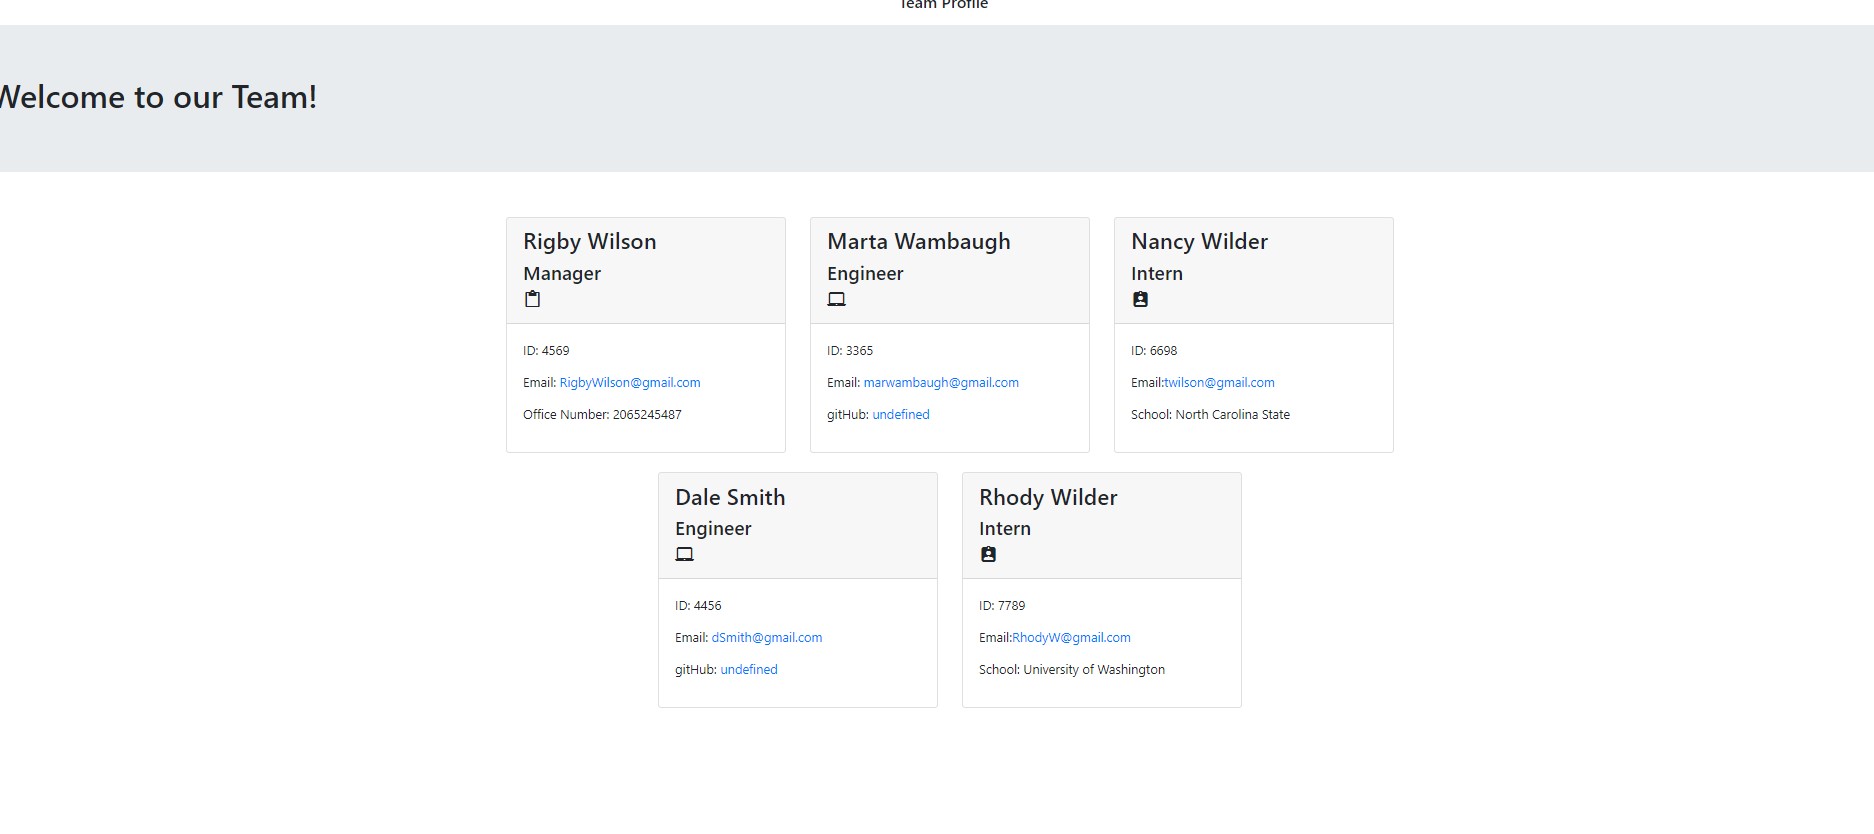 Team Profile
Welcome to our Team!
Rigby Wilson
Manager
ID: 4569
Email: RigbyWilson@gmail.com
Office Number: 2065245487
Marta Wambaugh
Engineer
ID: 3365
Email: marwambaugh@gmail.com
gitHub: undefined
Nancy Wilder
Intern
ID: 6698
Email:twilson@gmail.com
School: North Carolina State
Dale Smith
Engineer
ID: 4456
Email: dSmith@gmail.com
gitHub: undefined
Rhody Wilder
Intern
ID: 7789
Email:RhodyW@gmail.com
School: University of Washington